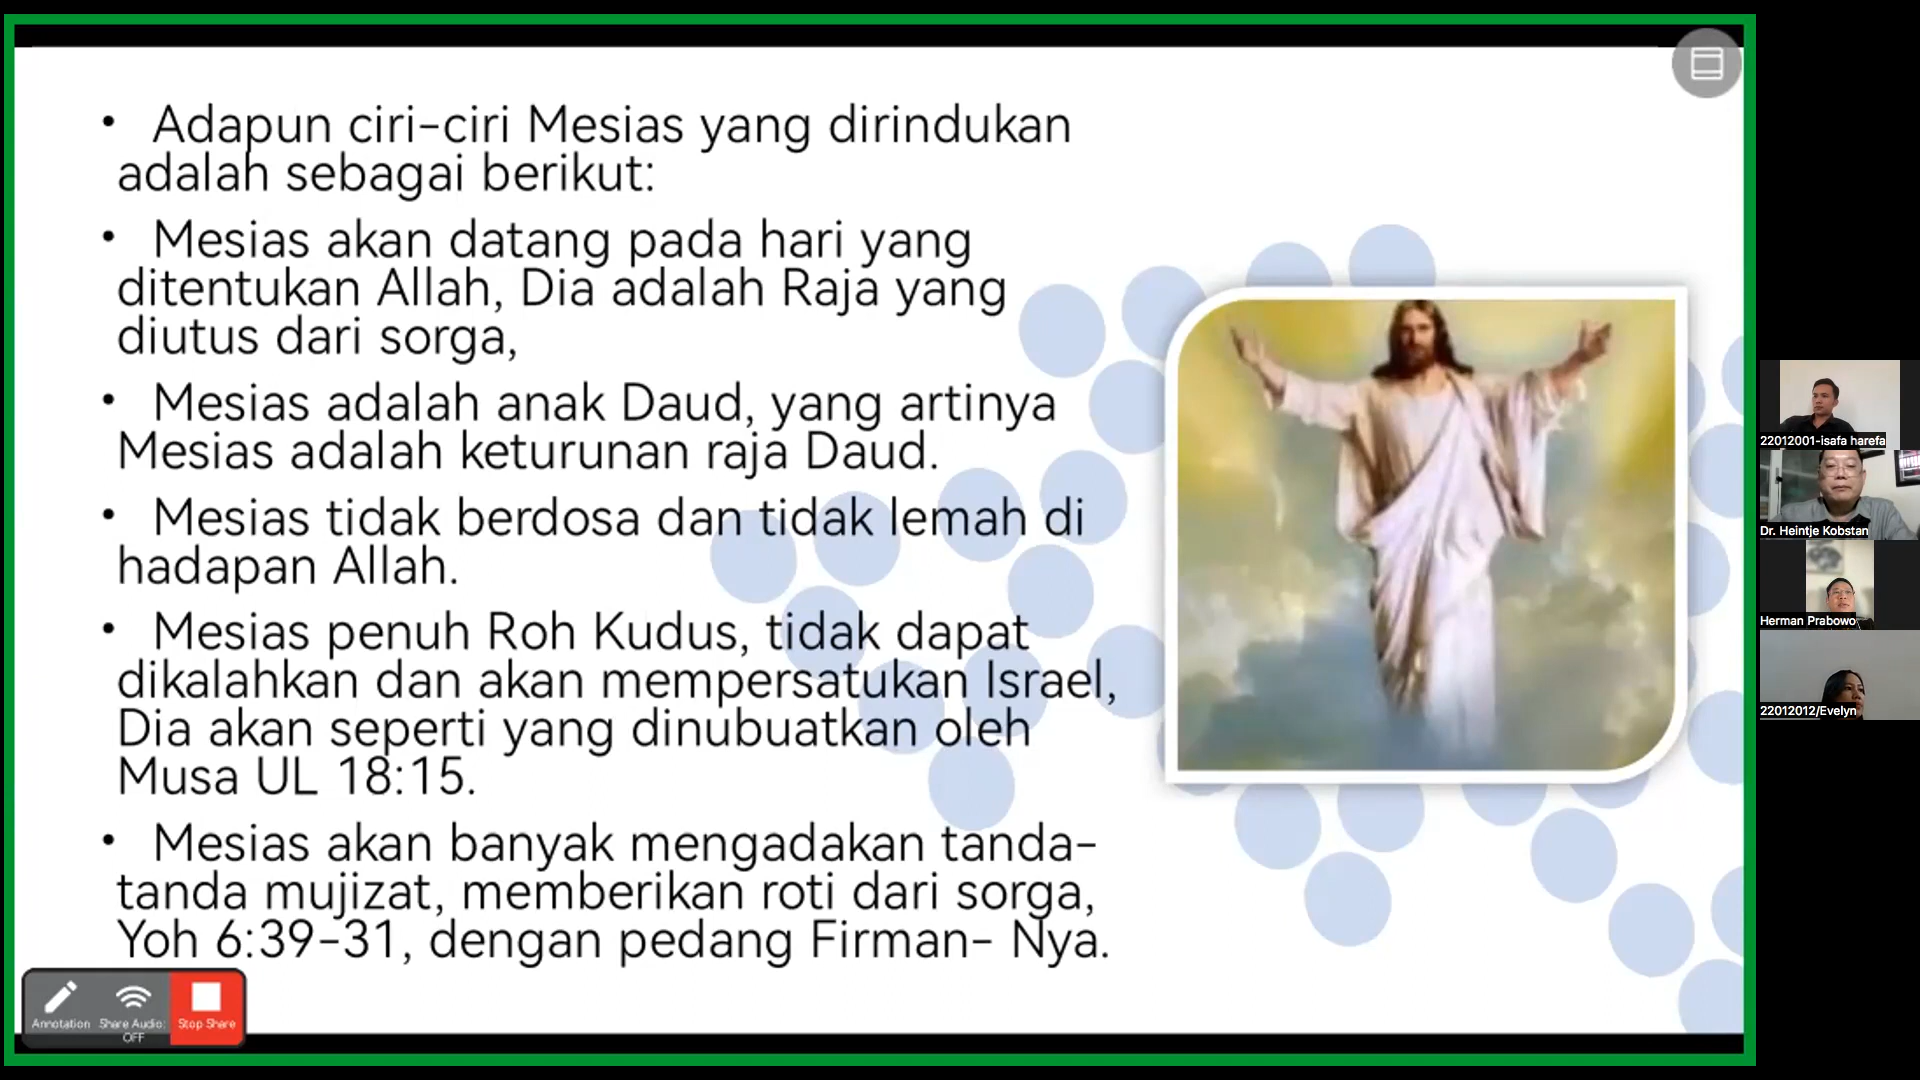 • Adapun ciri-ciri Mesias yang dirindukan
adalah sebagai berikut:
• Mesias akan datang pada hari yang
ditentukan Allah, Dia adalah Raja yang
diutus dari sorga,
• Mesias adalah anak Daud, yang artinya
Mesias adalah keturunan raja Daud.
• Mesias tidak berdosa dan tidak lemah di
hadapan Allah.
• Mesias penuh Roh Kudus, tidak dapat
dikalahkan dan akan mempersatukan Israel,
Dia akan seperti yang dinubuatkan oleh
Musa UL 18:15.
• Mesias akan banyak mengadakan tanda-
tanda mujizat, memberikan roti dari sorga,
Yoh 6:39-31, dengan pedang Firman- Nya.
Annotation
Share Audio:
OFF
Stop Share
22012001-isafa harefa
Dr. Heintje Kobstan
Herman Prabowo
22012012/Evelyn